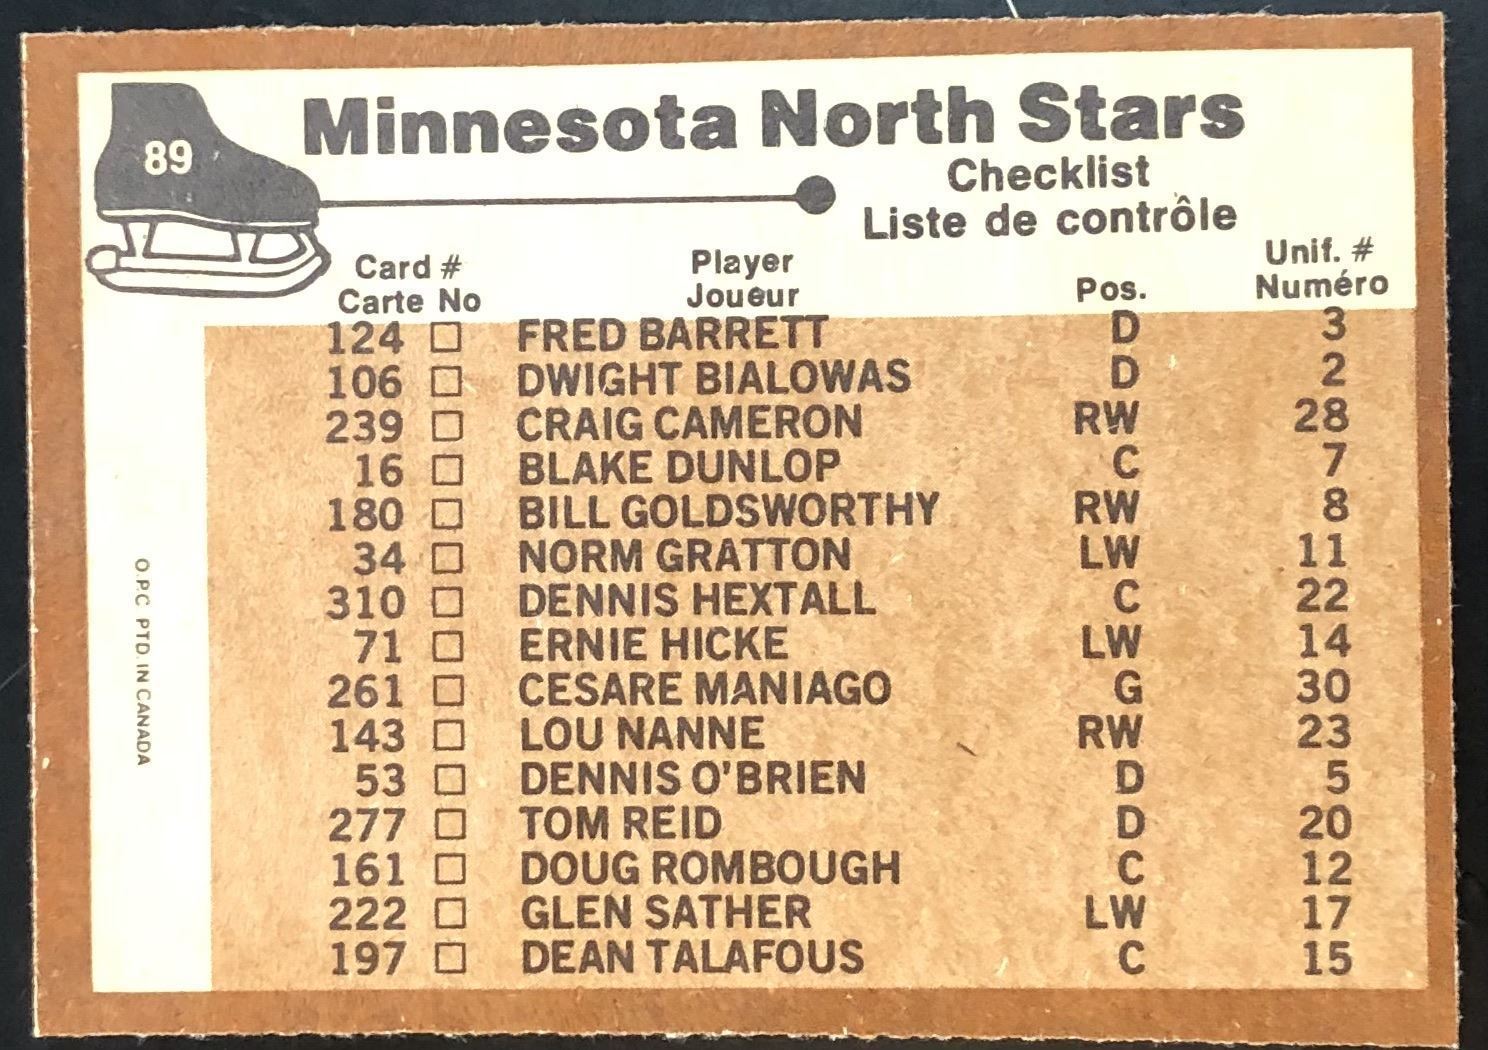 89
Minnesota North Stars
Checklist
Liste de contrôle
Card # Player Pos. Unif. #
Carte No Joueur Numéro
124 □ FRED BARRETT D 3
106 □ DWIGHT BIALOWAS D 2
239 □ CRAIG CAMERON RW 28
16 □ BLAKE DUNLOP C 7
180 □ BILL GOLDSWORTHY RW 8
34 □ NORM GRATTON LW 11
310 □ DENNIS HEXTALL C 22
71 □ ERNIE HICKE LW 14
261 □ CESARE MANIAGO G 30
143 □ LOU NANNE RW 23
53 □ DENNIS O'BRIEN D 5
277 □ TOM REID D 20
161 □ DOUG ROMBOUGH C 12
222 □ GLEN SATHER LW 17
197 □ DEAN TALAFOUS C 15
O.P.C. PTD. IN CANADA